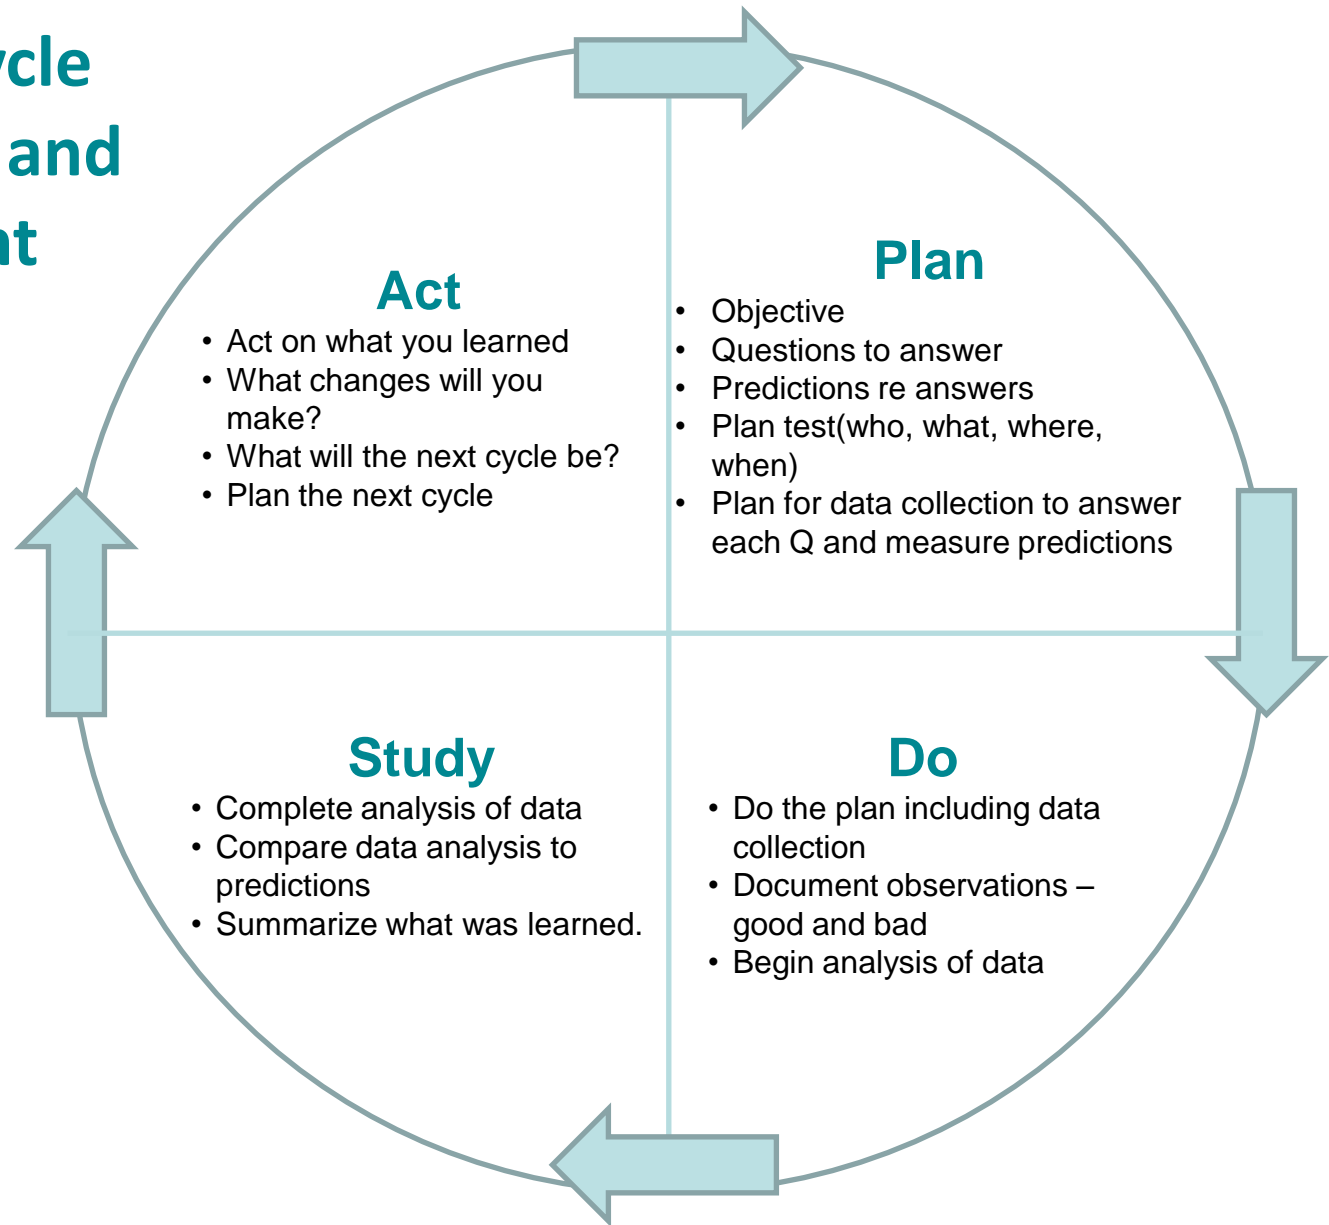 ycle
and
nt
Act
• Act on what you learned
• What changes will you
make?
• What will the next cycle be?
• Plan the next cycle
Plan
• Objective
• Questions to answer
• Predictions re answers
• Plan test(who, what, where,
when)
• Plan for data collection to answer
each Q and measure predictions
Study
• Complete analysis of data
• Compare data analysis to
predictions
• Summarize what was learned.
Do
• Do the plan including data
collection
• Document observations –
good and bad
• Begin analysis of data